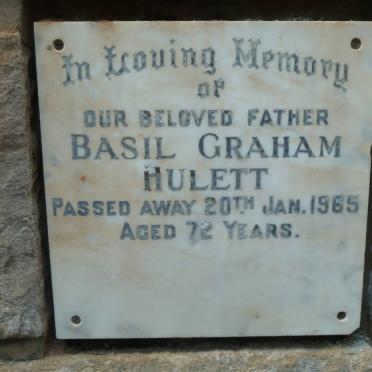 In Loving Memory
OF
OUR BELOVED FATHER
BASIL GRAHAM
HULETT
PASSED AWAY 20TH JAN. 1965
AGED 72 YEARS.